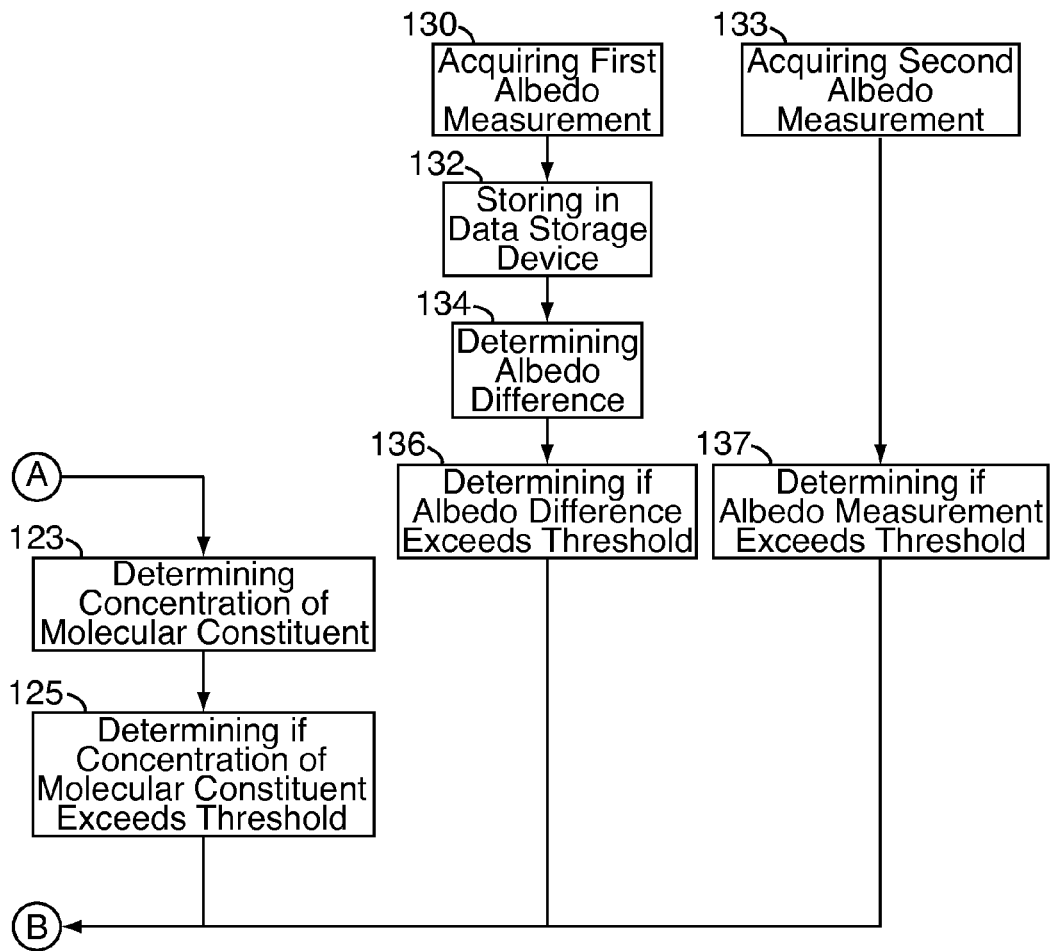 130
Acquiring First
Albedo
Measurement
133
Acquiring Second
Albedo
Measurement
132
Storing in
Data Storage
Device
134
Determining
Albedo
Difference
136
Determining if
Albedo Difference
Exceeds Threshold
137
Determining if
Albedo Measurement
Exceeds Threshold
A
123
Determining
Concentration of
Molecular Constituent
125
Determining if
Concentration of
Molecular Constituent
Exceeds Threshold
B